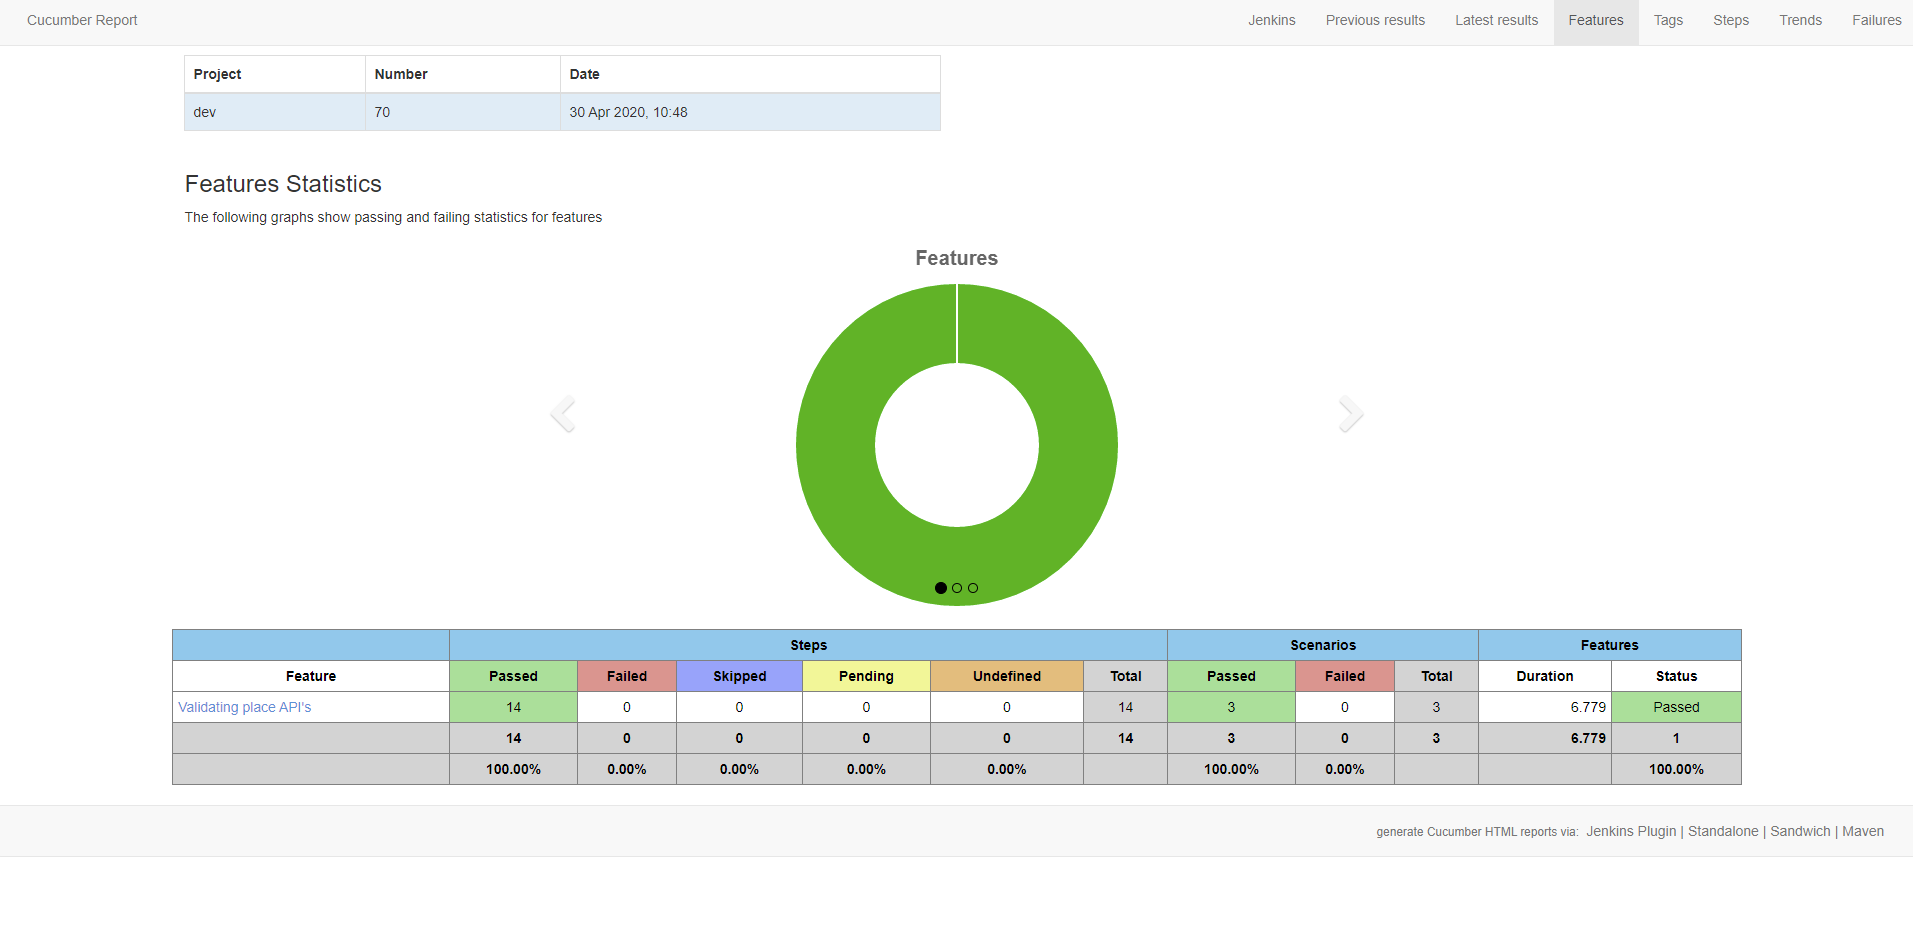 Cucumber Report Jenkins Previous results Latest results Features Tags Steps Trends Failures
Project Number Date
dev 70 30 Apr 2020, 10:48
Features Statistics
The following graphs show passing and failing statistics for features
Features
Steps Scenarios Features
Feature Passed Failed Skipped Pending Undefined Total Passed Failed Total Duration Status
Validating place API's 14 0 0 0 0 14 3 0 3 6.779 Passed
14 0 0 0 0 14 3 0 3 6.779 1
100.00% 0.00% 0.00% 0.00% 0.00% 100.00% 0.00% 100.00%
generate Cucumber HTML reports via: Jenkins Plugin | Standalone | Sandwich | Maven